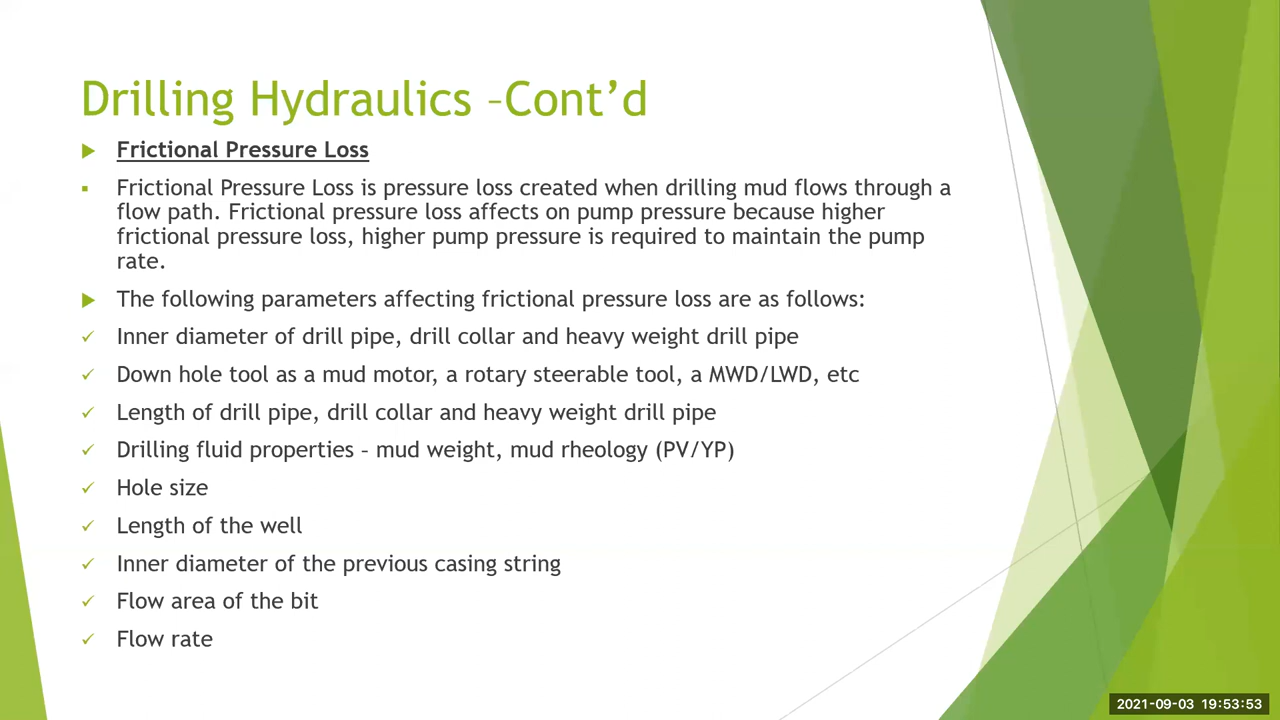 Drilling Hydraulics –Cont’d
Frictional Pressure Loss
Frictional Pressure Loss is pressure loss created when drilling mud flows through a
flow path. Frictional pressure loss affects on pump pressure because higher
frictional pressure loss, higher pump pressure is required to maintain the pump
rate.
The following parameters affecting frictional pressure loss are as follows:
Inner diameter of drill pipe, drill collar and heavy weight drill pipe
Down hole tool as a mud motor, a rotary steerable tool, a MWD/LWD, etc
Length of drill pipe, drill collar and heavy weight drill pipe
Drilling fluid properties – mud weight, mud rheology (PV/YP)
Hole size
Length of the well
Inner diameter of the previous casing string
Flow area of the bit
Flow rate
2021-09-03 19:53:53